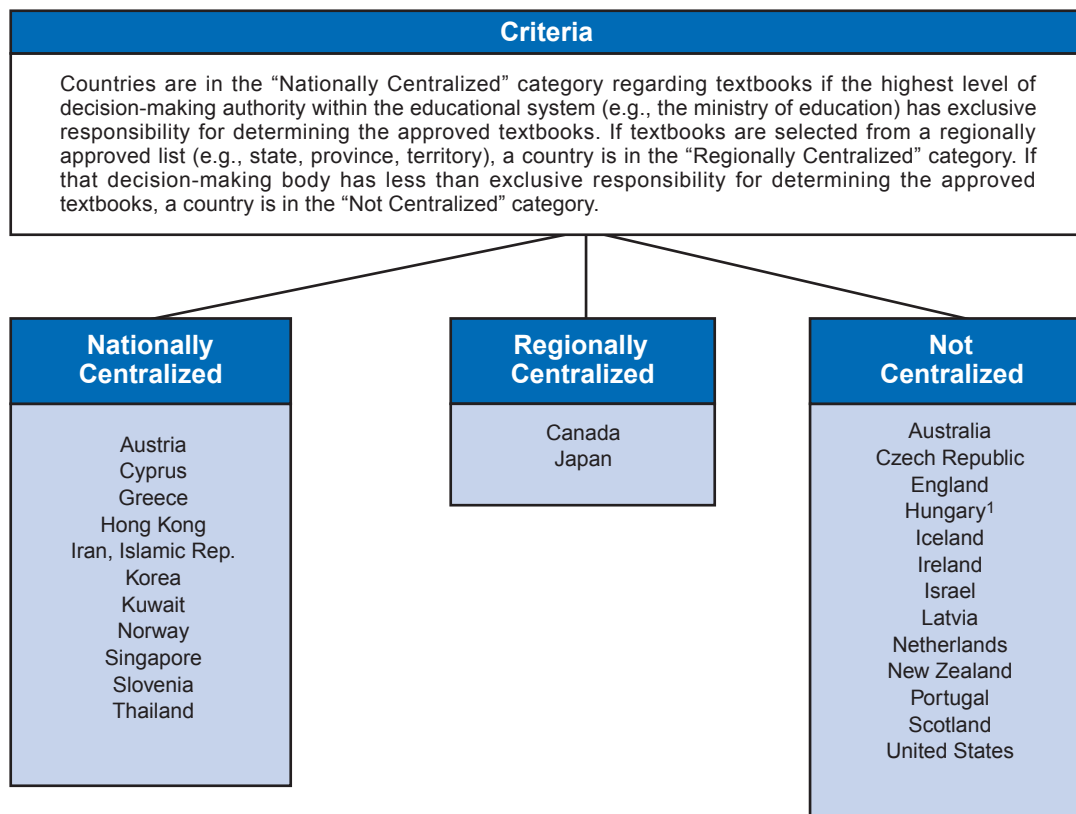 Criteria
Countries are in the “Nationally Centralized” category regarding textbooks if the highest level of
decision-making authority within the educational system (e.g., the ministry of education) has exclusive
responsibility for determining the approved textbooks. If textbooks are selected from a regionally
approved list (e.g., state, province, territory), a country is in the “Regionally Centralized” category. If
that decision-making body has less than exclusive responsibility for determining the approved
textbooks, a country is in the “Not Centralized” category.
Nationally
Centralized
Austria
Cyprus
Greece
Hong Kong
Iran, Islamic Rep.
Korea
Kuwait
Norway
Singapore
Slovenia
Thailand
Regionally
Centralized
Canada
Japan
Not
Centralized
Australia
Czech Republic
England
Hungary¹
Iceland
Ireland
Israel
Latvia
Netherlands
New Zealand
Portugal
Scotland
United States